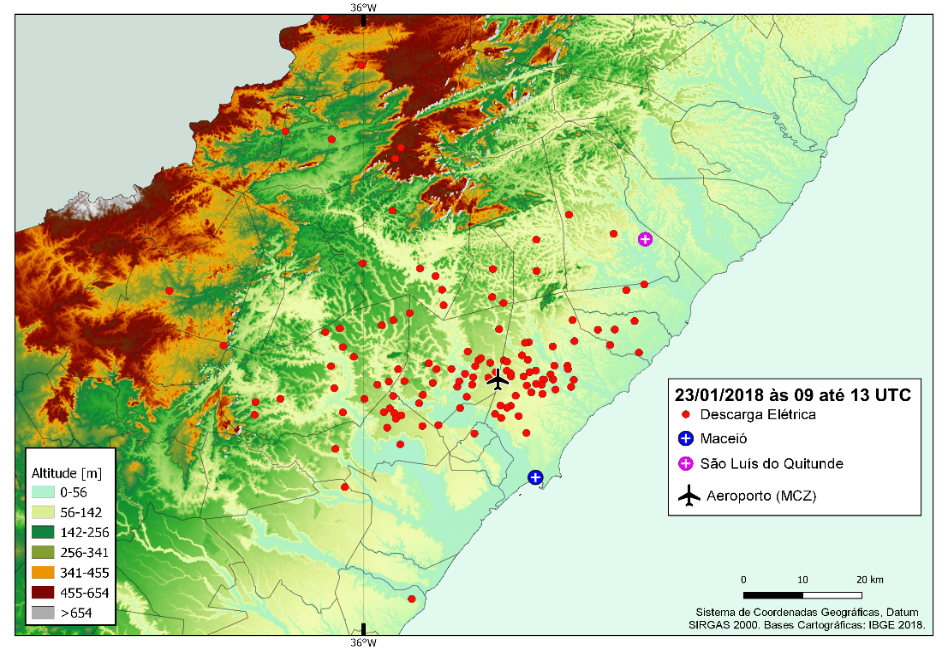 36°W
23/01/2018 às 09 até 13 UTC
Descarga Elétrica
Maceió
São Luís do Quitunde
Aeroporto (MCZ)
Altitude [m]
0-56
56-142
142-256
256-341
341-455
455-654
>654
0 10 20 km
Sistema de Coordenadas Geográficas, Datum
SIRGAS 2000. Bases Cartográficas: IBGE 2018.
36°W